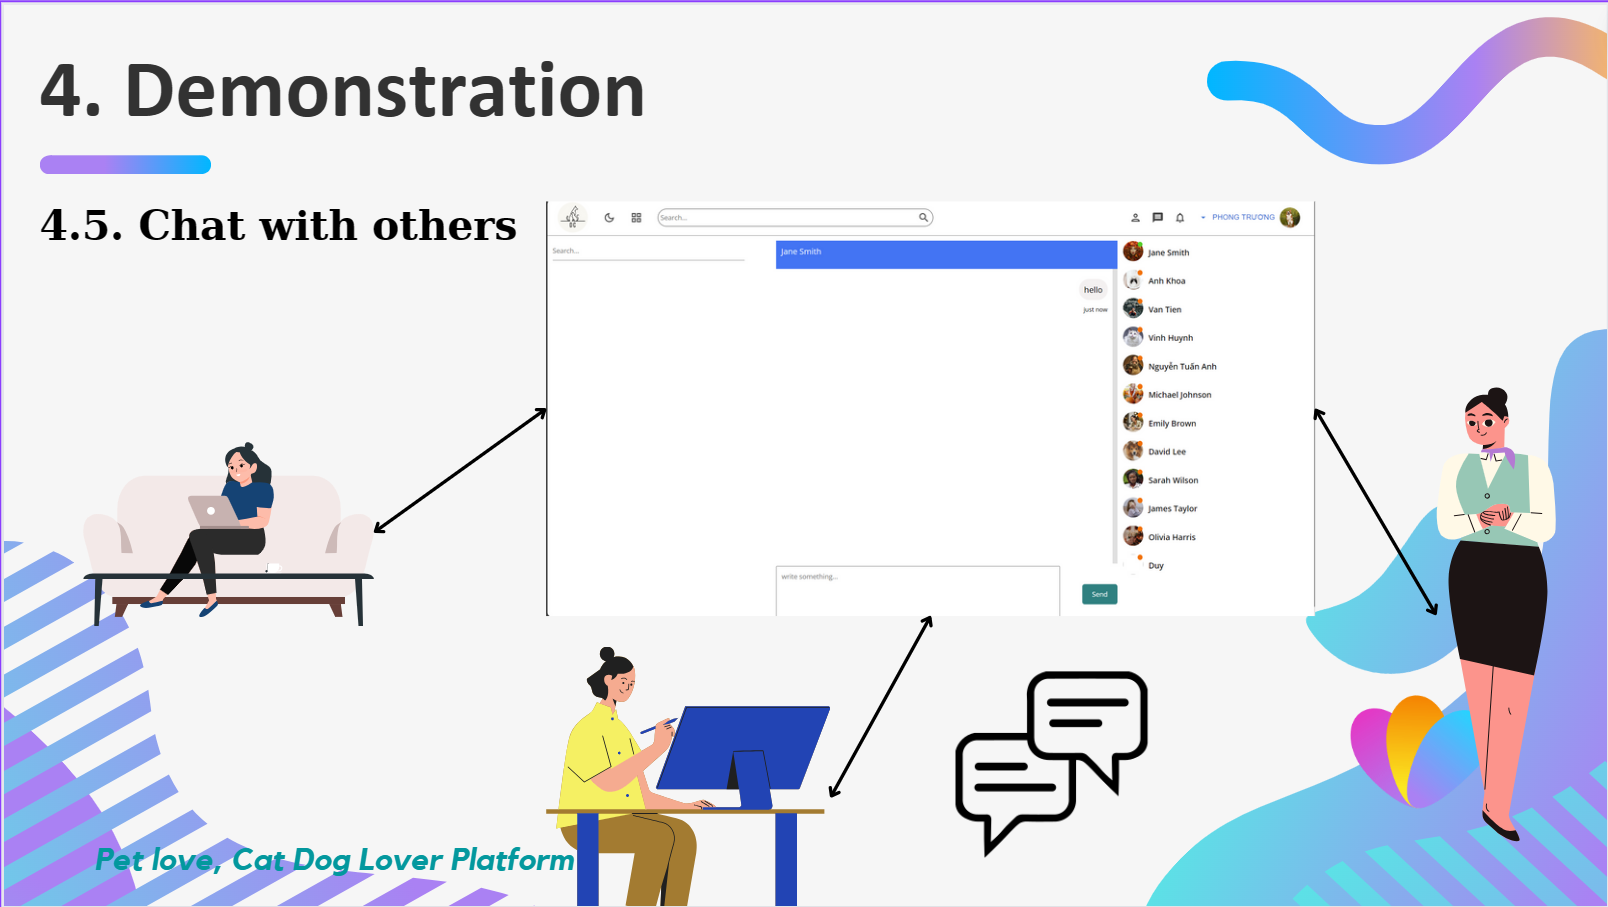 4. Demonstration
4.5. Chat with others
Search...
PHONG TRƯƠNG
Search...
Jane Smith
hello
just now
Jane Smith
Anh Khoa
Van Tien
Vinh Huynh
Nguyễn Tuấn Anh
Michael Johnson
Emily Brown
David Lee
Sarah Wilson
James Taylor
Olivia Harris
Duy
write something...
Send
Pet love, Cat Dog Lover Platform